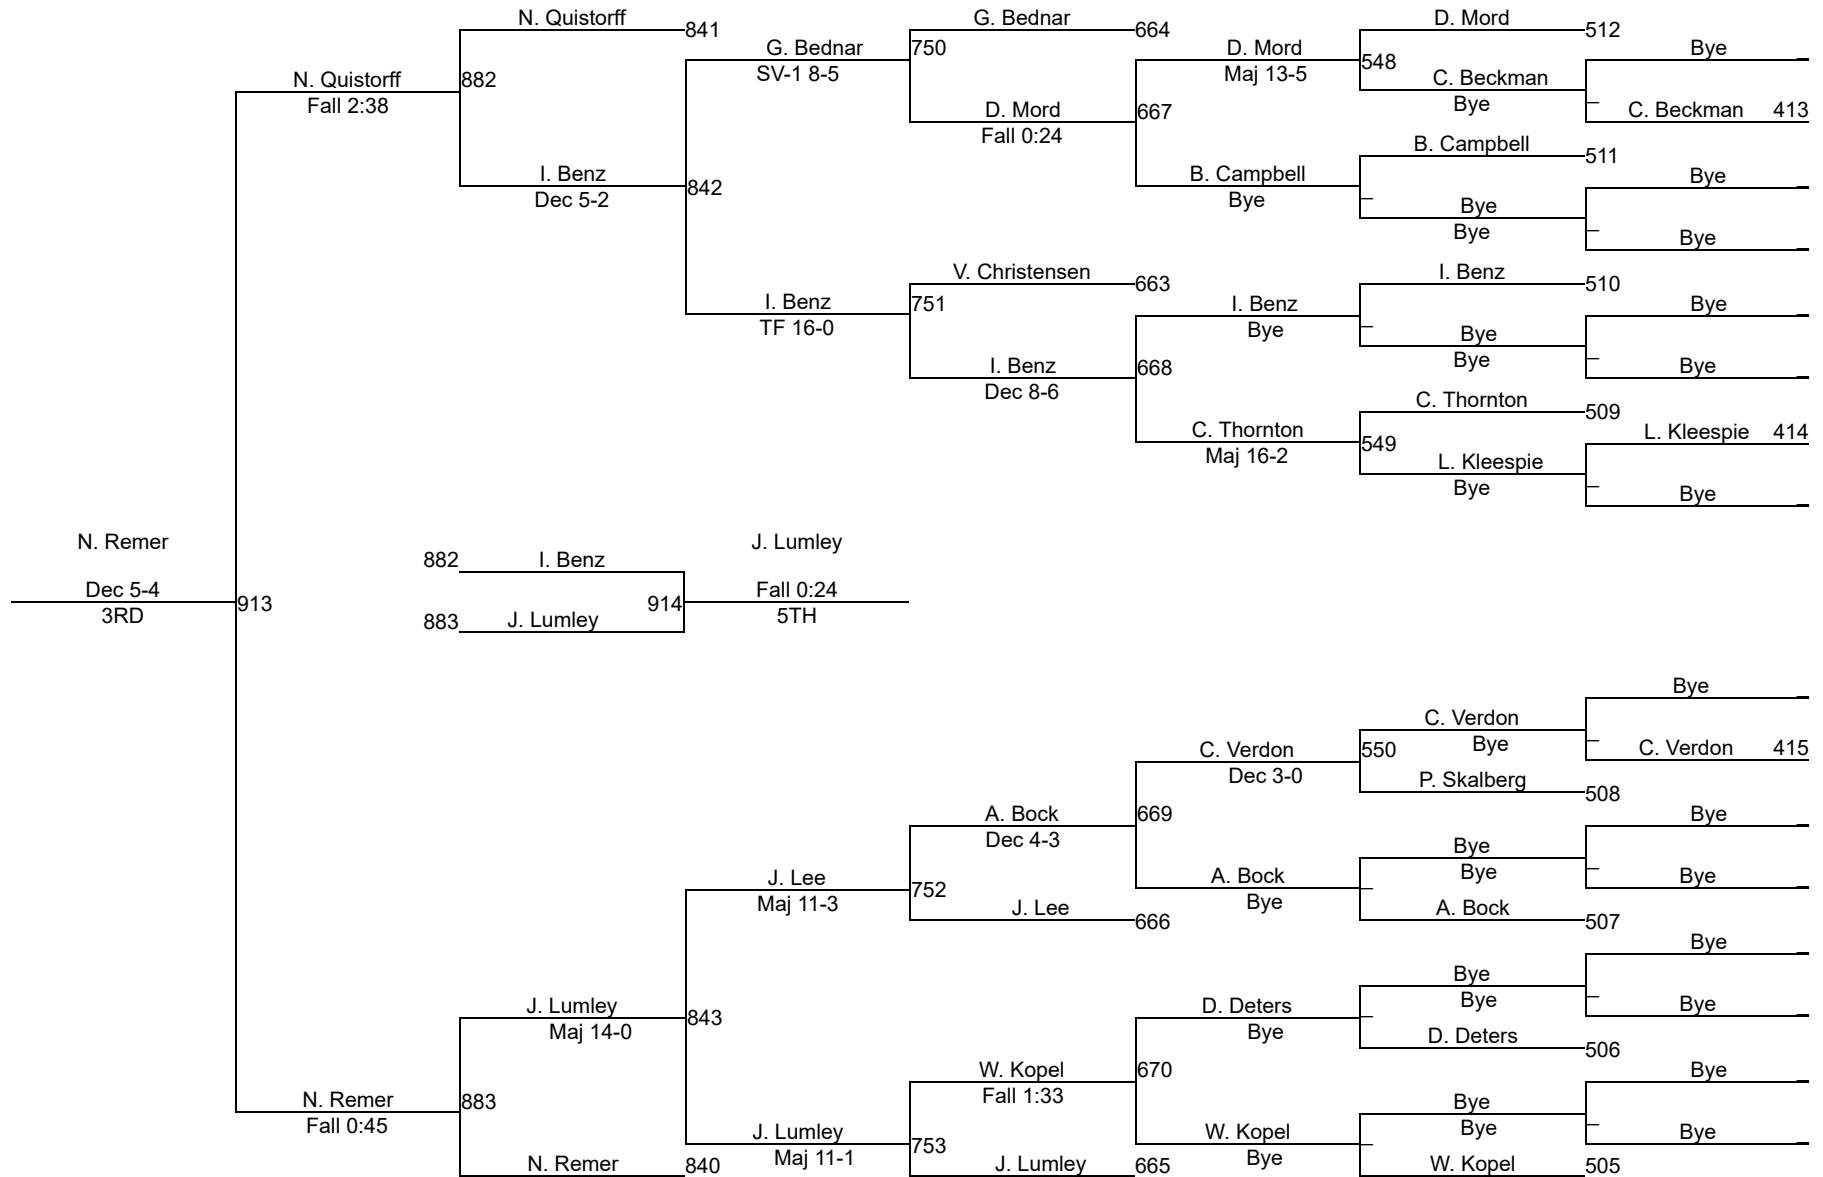 N. Quistorff
841
G. Bednar
664
D. Mord
512
Bye
N. Quistorff
Fall 2:38
882
G. Bednar
SV-1 8-5
750
D. Mord
Maj 13-5
548
C. Beckman
Bye
C. Beckman 413
D. Mord
Fall 0:24
667
B. Campbell
511
I. Benz
Dec 5-2
842
B. Campbell
Bye
Bye
Bye
Bye
Bye
V. Christensen
663
I. Benz
510
I. Benz
TF 16-0
751
I. Benz
Bye
Bye
Bye
Bye
Bye
I. Benz
Dec 8-6
668
C. Thornton
509
C. Thornton
Maj 16-2
549
L. Kleespie
Bye
L. Kleespie 414
Bye
N. Remer
Dec 5-4
3RD
913
882
I. Benz
883
J. Lumley
914
J. Lumley
Fall 0:24
5TH
Bye
C. Verdon
Bye
C. Verdon 415
C. Verdon
Dec 3-0
550
P. Skalberg
508
A. Bock
Dec 4-3
669
Bye
Bye
Bye
Bye
J. Lee
Maj 11-3
752
A. Bock
Bye
J. Lee
666
A. Bock
507
Bye
Bye
Bye
Bye
J. Lumley
Maj 14-0
843
D. Deters
Bye
D. Deters
506
W. Kopel
Fall 1:33
670
Bye
N. Remer
Fall 0:45
883
Bye
Bye
Bye
J. Lumley
Maj 11-1
753
W. Kopel
Bye
N. Remer
840
J. Lumley
665
W. Kopel
505